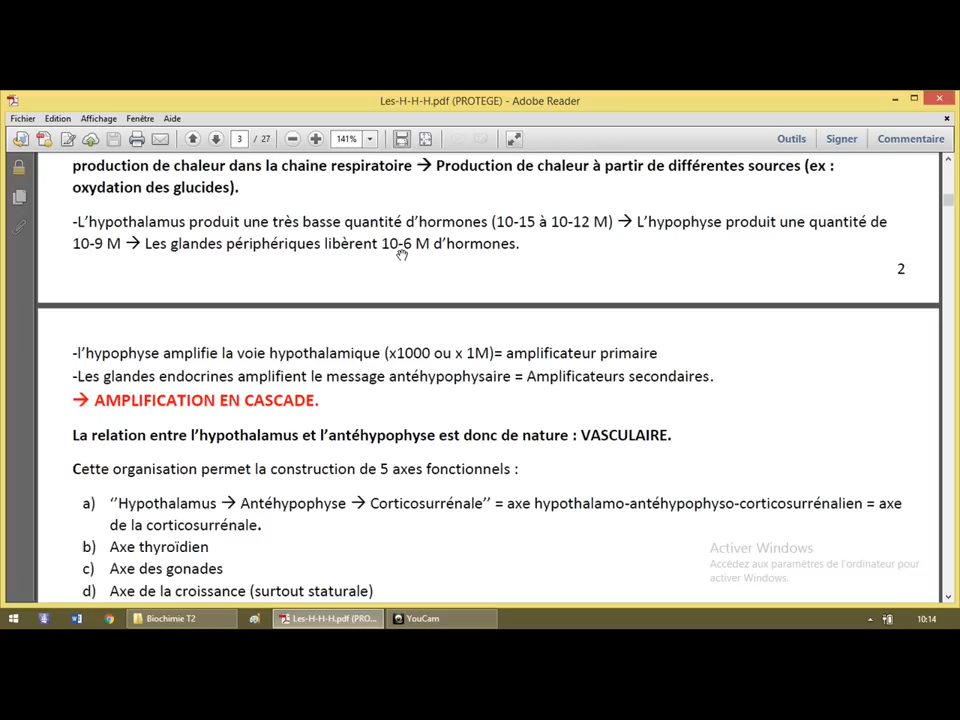 Les-H-H-H.pdf (PROTEGE) - Adobe Reader
Fichier Edition Affichage Fenêtre Aide
3 / 27 141% Outils Signer Commentaire
production de chaleur dans la chaine respiratoire → Production de chaleur à partir de différentes sources (ex :
oxydation des glucides).
-L’hypothalamus produit une très basse quantité d’hormones (10-15 à 10-12 M) → L’hypophyse produit une quantité de
10-9 M → Les glandes périphériques libèrent 10-6 M d’hormones.
2
-l’hypophyse amplifie la voie hypothalamique (x1000 ou x 1M)= amplificateur primaire
-Les glandes endocrines amplifient le message antéhypophysaire = Amplificateurs secondaires.
→ AMPLIFICATION EN CASCADE.
La relation entre l’hypothalamus et l’antéhypophyse est donc de nature : VASCULAIRE.
Cette organisation permet la construction de 5 axes fonctionnels :
a) ‘’Hypothalamus → Antéhypophyse → Corticosurrénale’’ = axe hypothalamo-antéhypophyso-corticosurrénalien = axe
de la corticosurrénale.
b) Axe thyroïdien
c) Axe des gonades
d) Axe de la croissance (surtout staturale)
Activer Windows
Accédez aux paramètres de l'ordinateur pour
activer Windows.
Biochimie T2 Les-H-H-H.pdf (PRO... YouCam 10:14